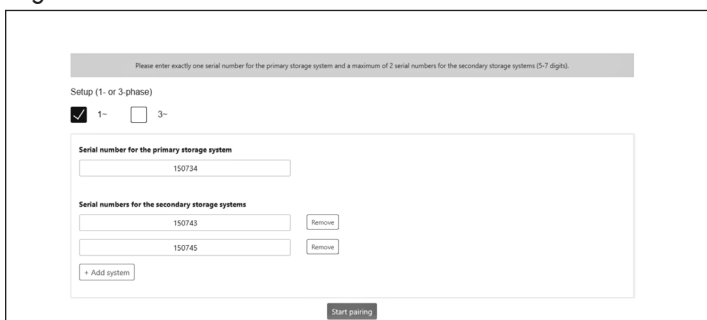 Please enter exactly one serial number for the primary storage system and a maximum of 2 serial numbers for the secondary storage systems (5-7 digits).
Setup (1- or 3-phase)
1~ 3~
Serial number for the primary storage system
150734
Serial numbers for the secondary storage systems
150743 Remove
150745 Remove
+ Add system
Start pairing